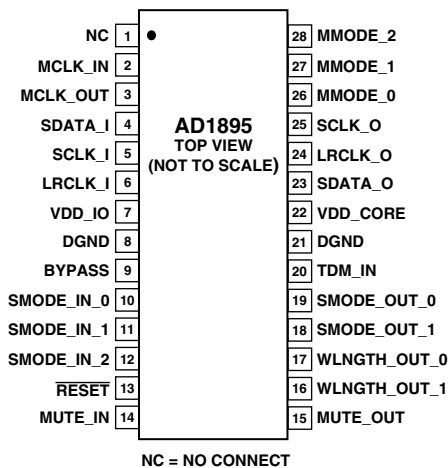 NC 1 28 MMODE_2
MCLK_IN 2 27 MMODE_1
MCLK_OUT 3 26 MMODE_0
SDATA_I 4 AD1895 25 SCLK_O
TOP VIEW
SCLK_I 5 (NOT TO SCALE) 24 LRCLK_O
LRCLK_I 6 23 SDATA_O
VDD_IO 7 22 VDD_CORE
DGND 8 21 DGND
BYPASS 9 20 TDM_IN
SMODE_IN_0 10 19 SMODE_OUT_0
SMODE_IN_1 11 18 SMODE_OUT_1
SMODE_IN_2 12 17 WLNGTH_OUT_0
RESET 13 16 WLNGTH_OUT_1
MUTE_IN 14 15 MUTE_OUT
NC = NO CONNECT